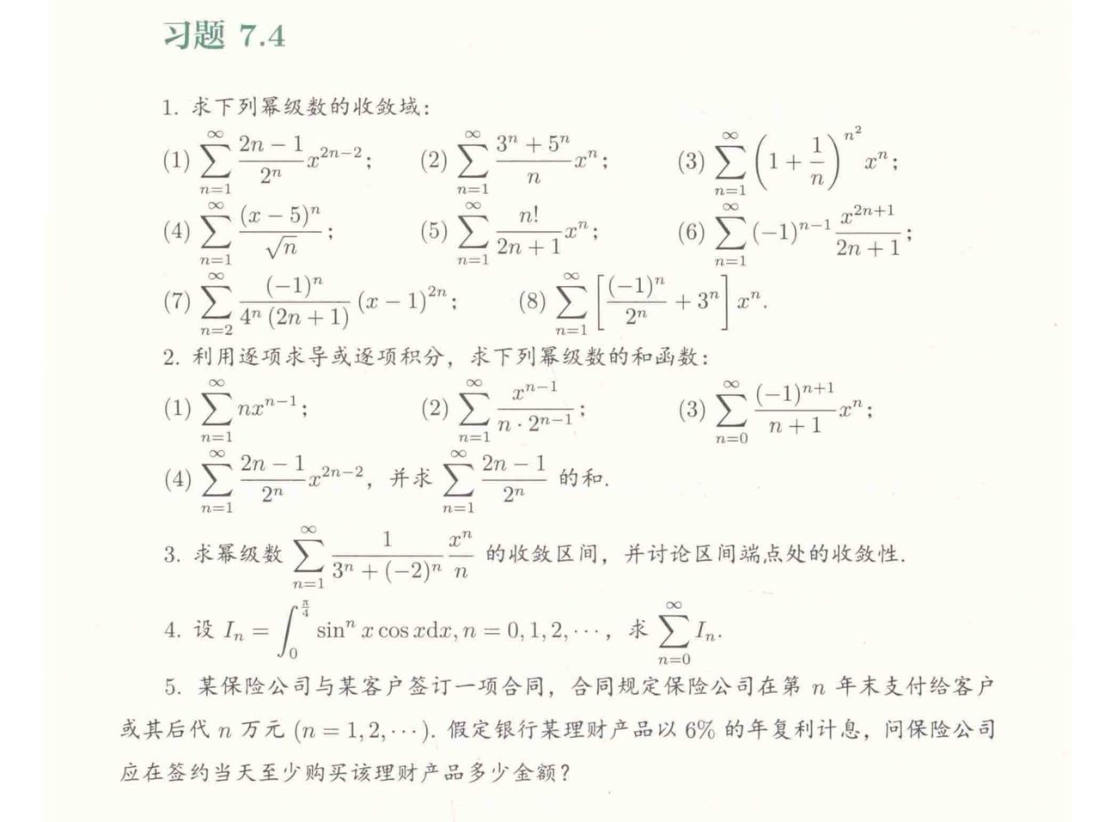 习题 7.4
1. 求下列幂级数的收敛域:
(1) $\sum_{n=1}^{\infty} \frac{2n-1}{2^n} x^{2n-2}$; (2) $\sum_{n=1}^{\infty} \frac{3^n+5^n}{n} x^n$; (3) $\sum_{n=1}^{\infty} \left(1+\frac{1}{n}\right)^{n^2} x^n$;
(4) $\sum_{n=1}^{\infty} \frac{(x-5)^n}{\sqrt{n}}$; (5) $\sum_{n=1}^{\infty} \frac{n!}{2n+1} x^n$; (6) $\sum_{n=1}^{\infty} (-1)^{n-1} \frac{x^{2n+1}}{2n+1}$;
(7) $\sum_{n=2}^{\infty} \frac{(-1)^n}{4^n(2n+1)} (x-1)^{2n}$; (8) $\sum_{n=1}^{\infty} \left[\frac{(-1)^n}{2^n}+3^n\right] x^n$.
2. 利用逐项求导或逐项积分, 求下列幂级数的和函数:
(1) $\sum_{n=1}^{\infty} nx^{n-1}$; (2) $\sum_{n=1}^{\infty} \frac{x^{n-1}}{n \cdot 2^{n-1}}$; (3) $\sum_{n=0}^{\infty} \frac{(-1)^{n+1}}{n+1} x^n$;
(4) $\sum_{n=1}^{\infty} \frac{2n-1}{2^n} x^{2n-2}$, 并求 $\sum_{n=1}^{\infty} \frac{2n-1}{2^n}$ 的和.
3. 求幂级数 $\sum_{n=1}^{\infty} \frac{1}{3^n+(-2)^n} \frac{x^n}{n}$ 的收敛区间, 并讨论区间端点处的收敛性.
4. 设 $I_n = \int_0^{\frac{\pi}{4}} \sin^n x \cos x \mathrm{d}x, n = 0, 1, 2, \cdots$, 求 $\sum_{n=0}^{\infty} I_n$.
5. 某保险公司与某客户签订一项合同, 合同规定保险公司在第 n 年末支付给客户
或其后代 n 万元 (n = 1, 2, ⋯). 假定银行某理财产品以 6% 的年复利计息, 问保险公司
应在签约当天至少购买该理财产品多少金额?